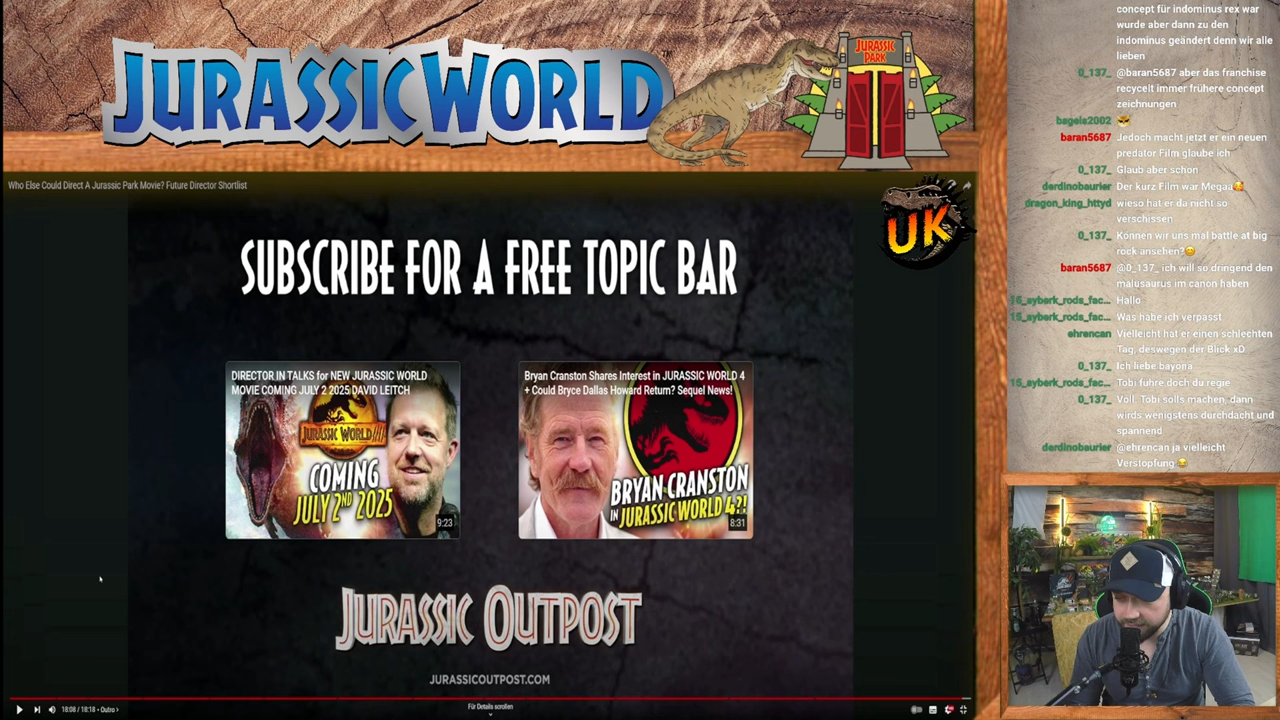 JURASSIC WORLD
JURASSIC
PARK
Who Else Could Direct A Jurassic Park Movie? Future Director Shortlist
UK
SUBSCRIBE FOR A FREE TOPIC BAR
DIRECTOR IN TALKS for NEW JURASSIC WORLD
MOVIE COMING JULY 2 2025 DAVID LEITCH
JURASSIC WORLD
COMING
JULY 2ND 2025
9:23
Bryan Cranston Shares Interest in JURASSIC WORLD 4
+ Could Bryce Dallas Howard Return? Sequel News!
BRYAN CRANSTON
IN JURASSIC WORLD 4?!
8:31
JURASSIC OUTPOST
JURASSICOUTPOST.COM
18:08 / 18:18 • Outro ›
Für Details scrollen
concept für indominus rex war
wurde aber dann zu den
indominus geändert denn wir alle
lieben
0_137_ @baran5687 aber das franchise
recycelt immer frühere concept
zeichnungen
bagels2002
baran5687 Jedoch macht jetzt er ein neuen
predator Film glaube ich
0_137_ Glaub aber schon
derdinobaurier Der kurz Film war Megaa
dragon_king_httyd wieso hat er da nicht so
verschissen
0_137_ Können wir uns mal battle at big
rock ansehen?
baran5687 @0_137_ ich will so dringend den
malusaurus im canon haben
15_ayberk_rods_fac... Hallo
15_ayberk_rods_fac... Was habe ich verpasst
ehrencan Vielleicht hat er einen schlechten
Tag, deswegen der Blick xD
0_137_ Ich liebe bayona
15_ayberk_rods_fac... Tobi führe doch du regie
0_137_ Voll. Tobi solls machen, dann
wirds wenigstens durchdacht und
spannend
derdinobaurier @ehrencan ja vielleicht
Verstopfung